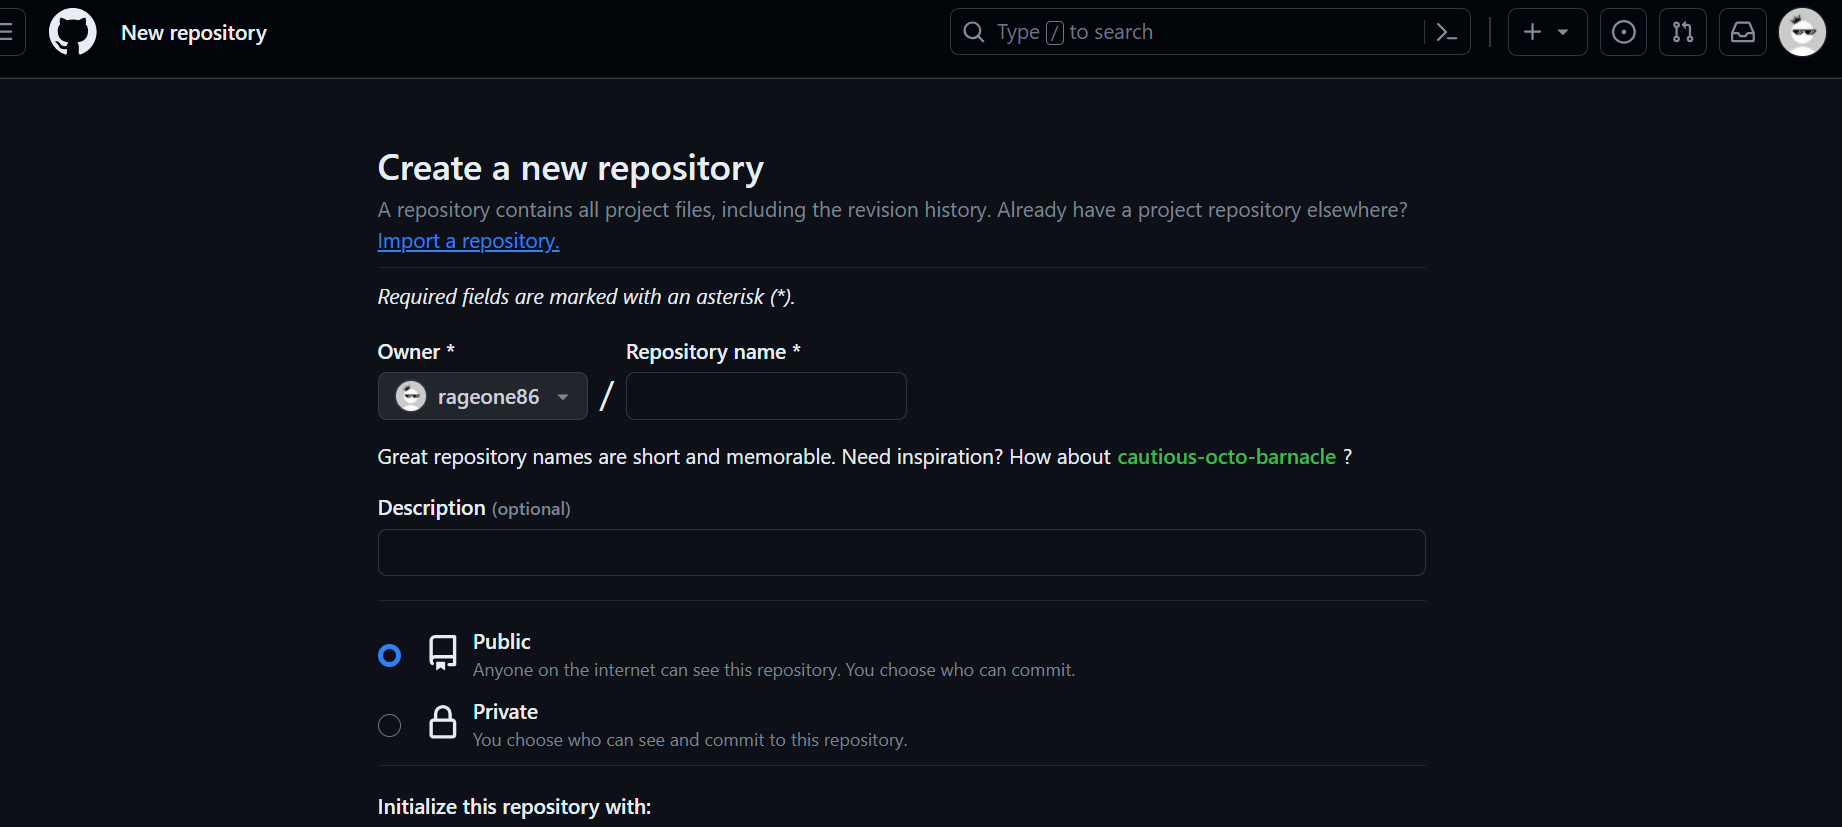 New repository
Type / to search
Create a new repository
A repository contains all project files, including the revision history. Already have a project repository elsewhere?
Import a repository.
Required fields are marked with an asterisk (*).
Owner * Repository name *
rageone86 /
Great repository names are short and memorable. Need inspiration? How about cautious-octo-barnacle ?
Description (optional)
Public
Anyone on the internet can see this repository. You choose who can commit.
Private
You choose who can see and commit to this repository.
Initialize this repository with: